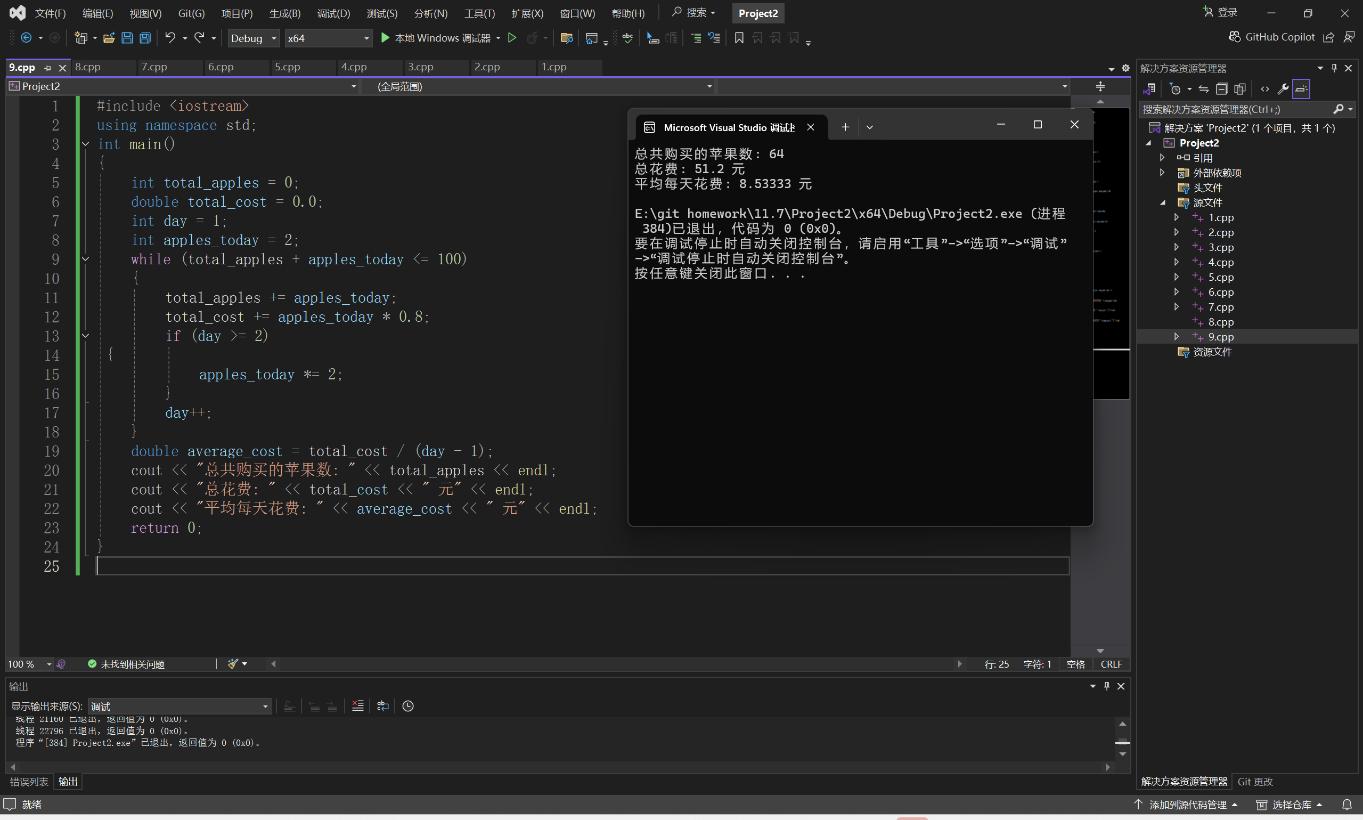 文件(F) 编辑(E) 视图(V) Git(G) 项目(P) 生成(B) 调试(D) 测试(S) 分析(N) 工具(T) 扩展(X) 窗口(W) 帮助(H) 搜索 Project2 登录
Debug x64 本地 Windows 调试器 GitHub Copilot
9.cpp 8.cpp 7.cpp 6.cpp 5.cpp 4.cpp 3.cpp 2.cpp 1.cpp
Project2 (全局范围)
1 #include <iostream>
2 using namespace std;
3 int main()
4 {
5 int total_apples = 0;
6 double total_cost = 0.0;
7 int day = 1;
8 int apples_today = 2;
9 while (total_apples + apples_today <= 100)
10 {
11 total_apples += apples_today;
12 total_cost += apples_today * 0.8;
13 if (day >= 2)
14 {
15 apples_today *= 2;
16 }
17 day++;
18 }
19 double average_cost = total_cost / (day - 1);
20 cout << "总共购买的苹果数: " << total_apples << endl;
21 cout << "总花费: " << total_cost << " 元" << endl;
22 cout << "平均每天花费: " << average_cost << " 元" << endl;
23 return 0;
24 }
25
Microsoft Visual Studio 调试
总共购买的苹果数: 64
总花费: 51.2 元
平均每天花费: 8.53333 元
E:\git homework\11.7\Project2\x64\Debug\Project2.exe (进程
384)已退出，代码为 0 (0x0)。
要在调试停止时自动关闭控制台，请启用“工具”->“选项”->“调试”
->“调试停止时自动关闭控制台”。
按任意键关闭此窗口. . .
解决方案资源管理器
搜索解决方案资源管理器(Ctrl+;)
解决方案 'Project2' (1 个项目，共 1 个)
Project2
引用
外部依赖项
头文件
源文件
1.cpp
2.cpp
3.cpp
4.cpp
5.cpp
6.cpp
7.cpp
8.cpp
9.cpp
资源文件
100 % 未找到相关问题 行: 25 字符: 1 空格 CRLF
输出
显示输出来源(S): 调试
线程 21160 已退出，返回值为 0 (0x0)。
线程 22796 已退出，返回值为 0 (0x0)。
程序“[384] Project2.exe”已退出，返回值为 0 (0x0)。
错误列表 输出
解决方案资源管理器 Git 更改
就绪 添加到源代码管理 选择仓库